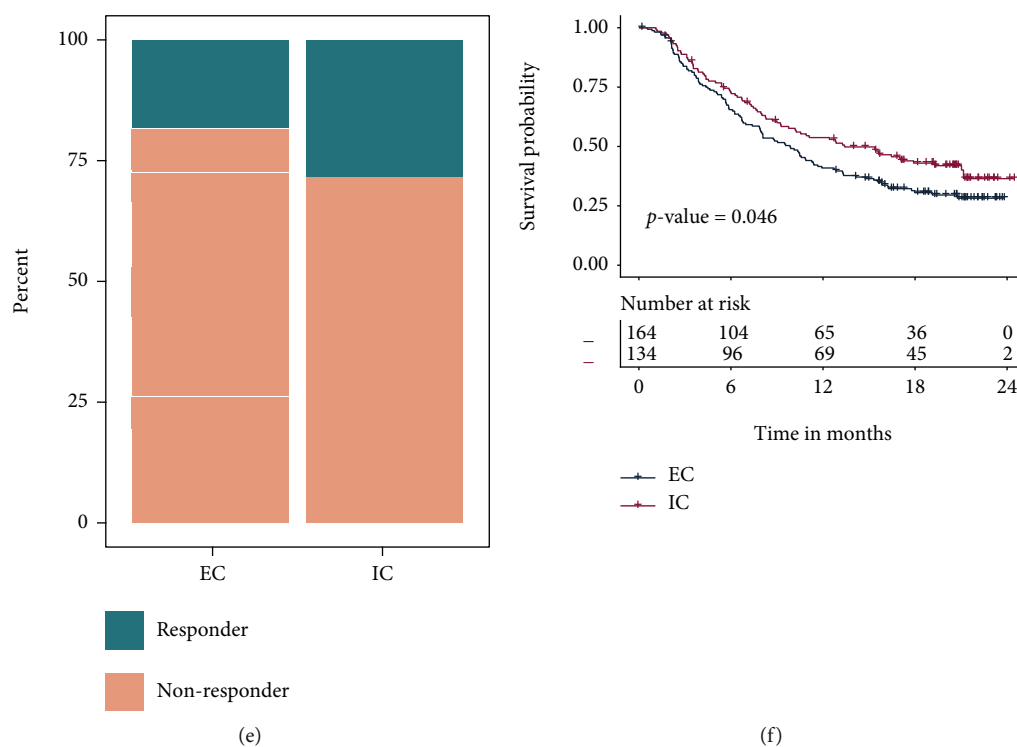 100
75
50
25
0
Percent
EC IC
Responder
Non-responder
(e)
1.00
0.75
0.50
0.25
0.00
Survival probability
p-value = 0.046
Number at risk
_ 164 104 65 36 0
_ 134 96 69 45 2
0 6 12 18 24
Time in months
EC
IC
(f)